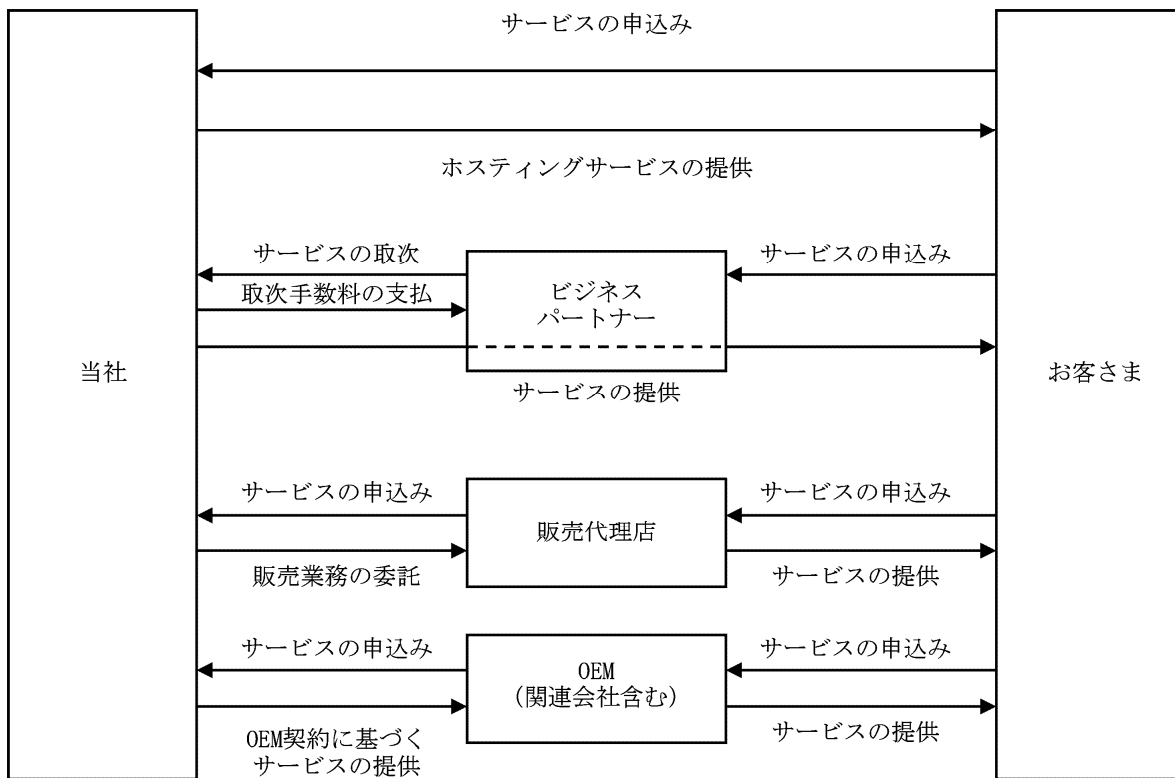 サービスの申込み
ホスティングサービスの提供
サービスの取次
サービスの申込み
取次手数料の支払
ビジネス
パートナー
当社
お客さま
サービスの提供
サービスの申込み
サービスの申込み
販売代理店
販売業務の委託
サービスの提供
サービスの申込み
サービスの申込み
OEM
(関連会社含む)
OEM契約に基づく
サービスの提供
サービスの提供